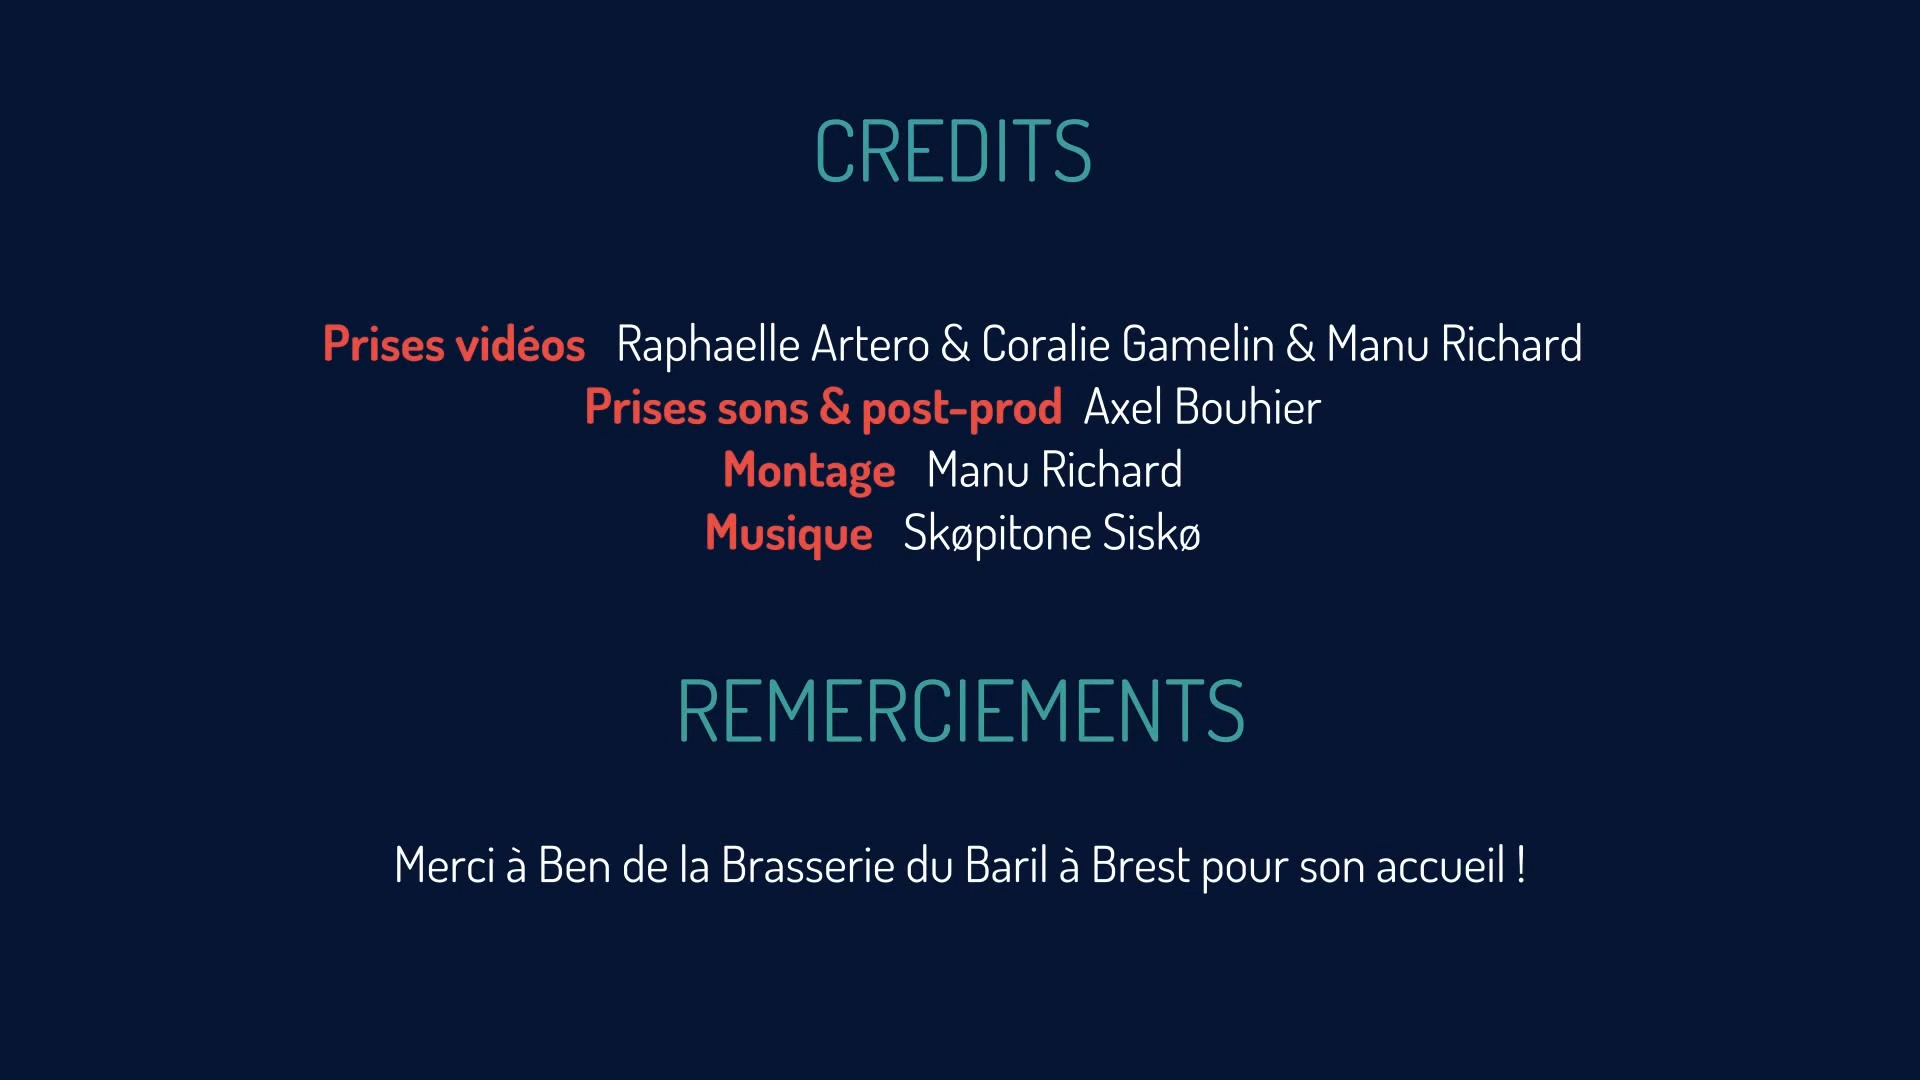 CREDITS
Prises vidéos Raphaelle Artero & Coralie Gamelin & Manu Richard
Prises sons & post-prod Axel Bouhier
Montage Manu Richard
Musique Skøpitone Siskø
REMERCIEMENTS
Merci à Ben de la Brasserie du Baril à Brest pour son accueil !